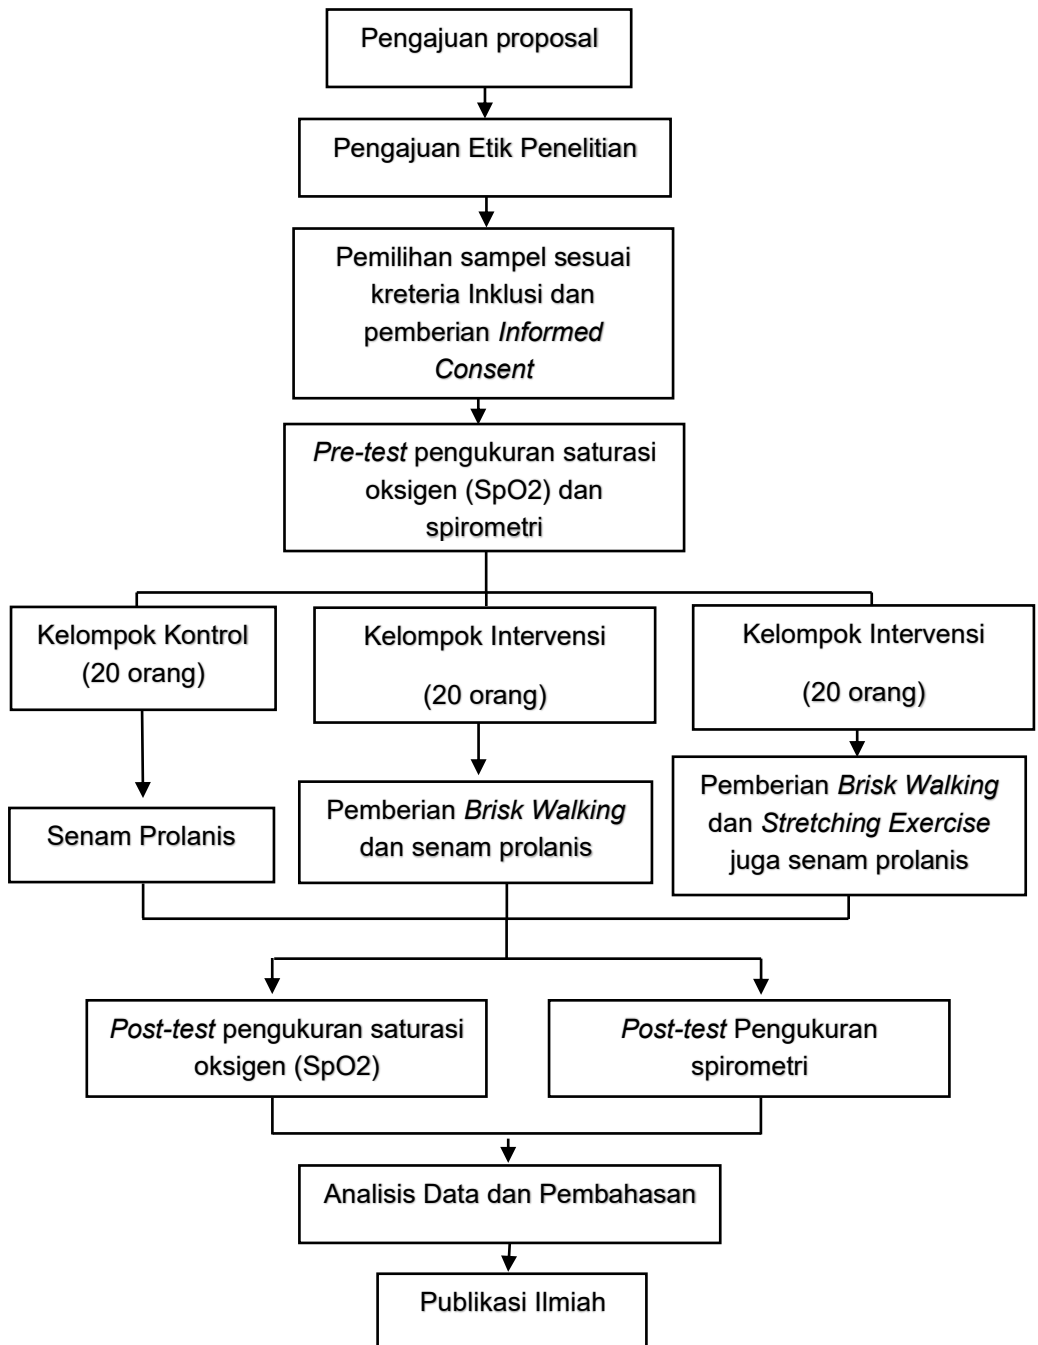 Pengajuan proposal
Pengajuan Etik Penelitian
Pemilihan sampel sesuai
kreteria Inklusi dan
pemberian Informed
Consent
Pre-test pengukuran saturasi
oksigen (SpO2) dan
spirometri
Kelompok Kontrol
(20 orang)
Kelompok Intervensi
(20 orang)
Kelompok Intervensi
(20 orang)
Senam Prolanis
Pemberian Brisk Walking
dan senam prolanis
Pemberian Brisk Walking
dan Stretching Exercise
juga senam prolanis
Post-test pengukuran saturasi
oksigen (SpO2)
Post-test Pengukuran
spirometri
Analisis Data dan Pembahasan
Publikasi Ilmiah